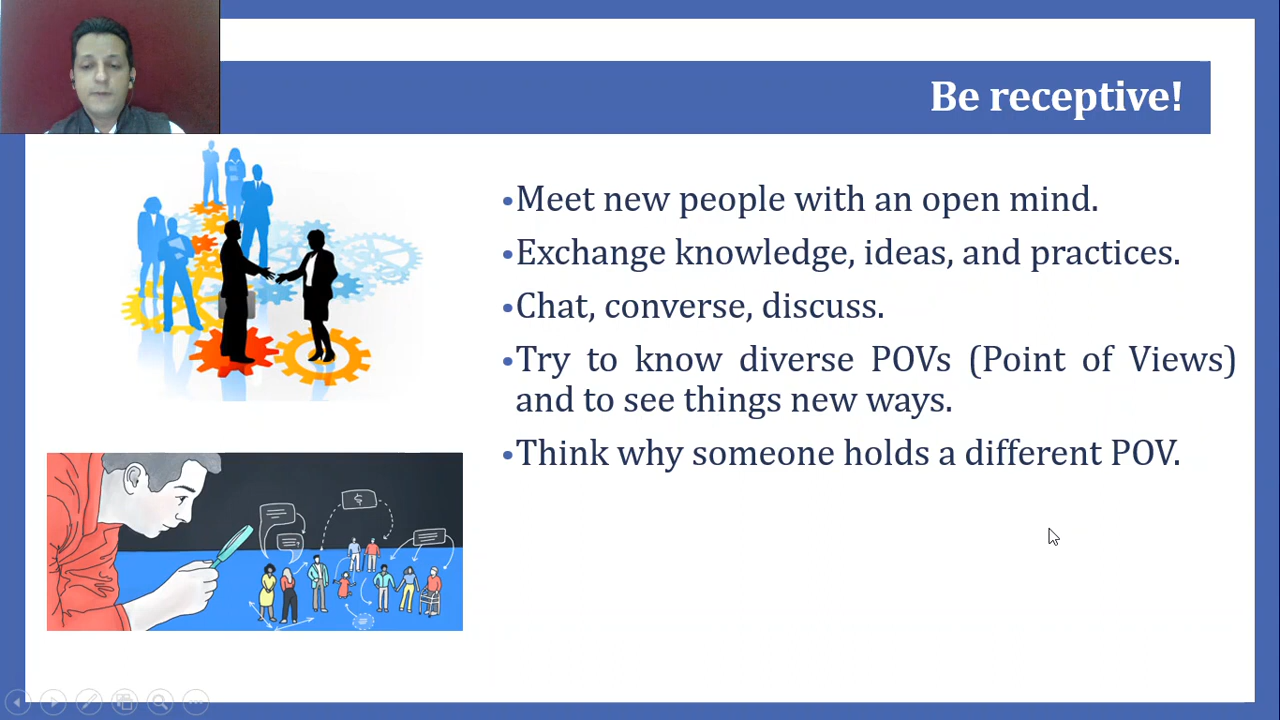 Be receptive!
•Meet new people with an open mind.
•Exchange knowledge, ideas, and practices.
•Chat, converse, discuss.
•Try to know diverse POVs (Point of Views)
and to see things new ways.
•Think why someone holds a different POV.